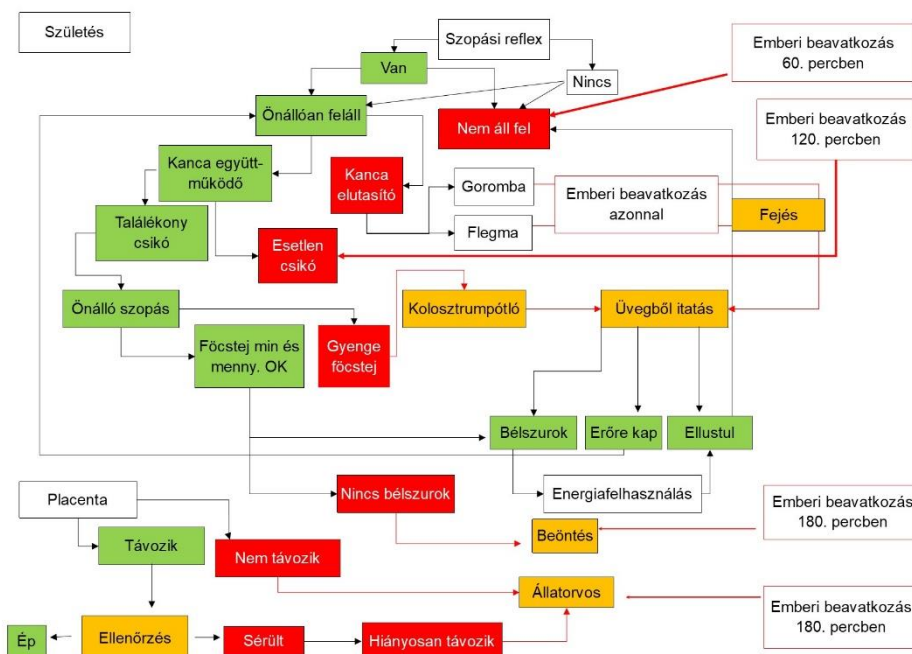 Születés
Szopási reflex
Emberi beavatkozás
60. percben
Van
Nincs
Önállóan feláll
Nem áll fel
Emberi beavatkozás
120. percben
Kanca együtt-
működő
Kanca
elutasító
Goromba
Emberi beavatkozás
azonnal
Fejés
Találékony
csikó
Flegma
Esetlen
csikó
Önálló szopás
Kolosztrumpótló
Üvegből itatás
Föcstej min és
menny. OK
Gyenge
föcstej
Bélszurok
Erőre kap
Ellustul
Placenta
Nincs bélszurok
Energiafelhasználás
Emberi beavatkozás
180. percben
Távozik
Nem távozik
Beöntés
Állatorvos
Emberi beavatkozás
180. percben
Ép
Ellenőrzés
Sérült
Hiányosan távozik